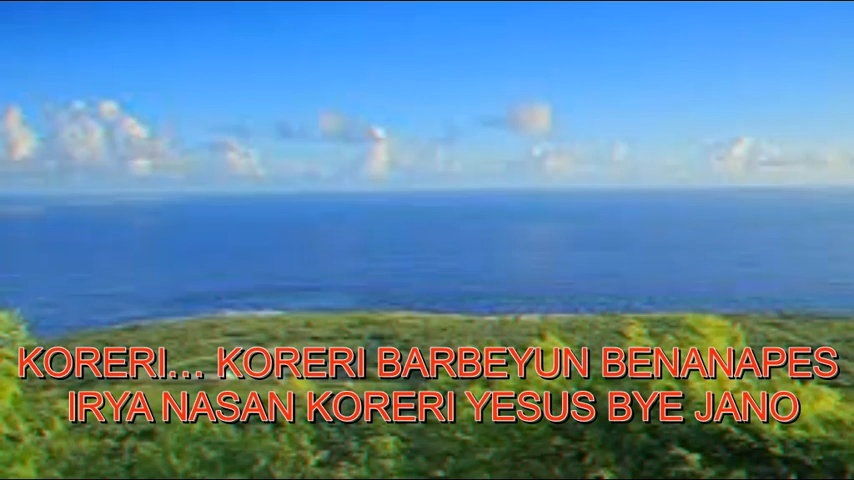 KORERI... KORERI BARBEYUN BENANAPES
IRYA NASAN KORERI YESUS BYE JANO